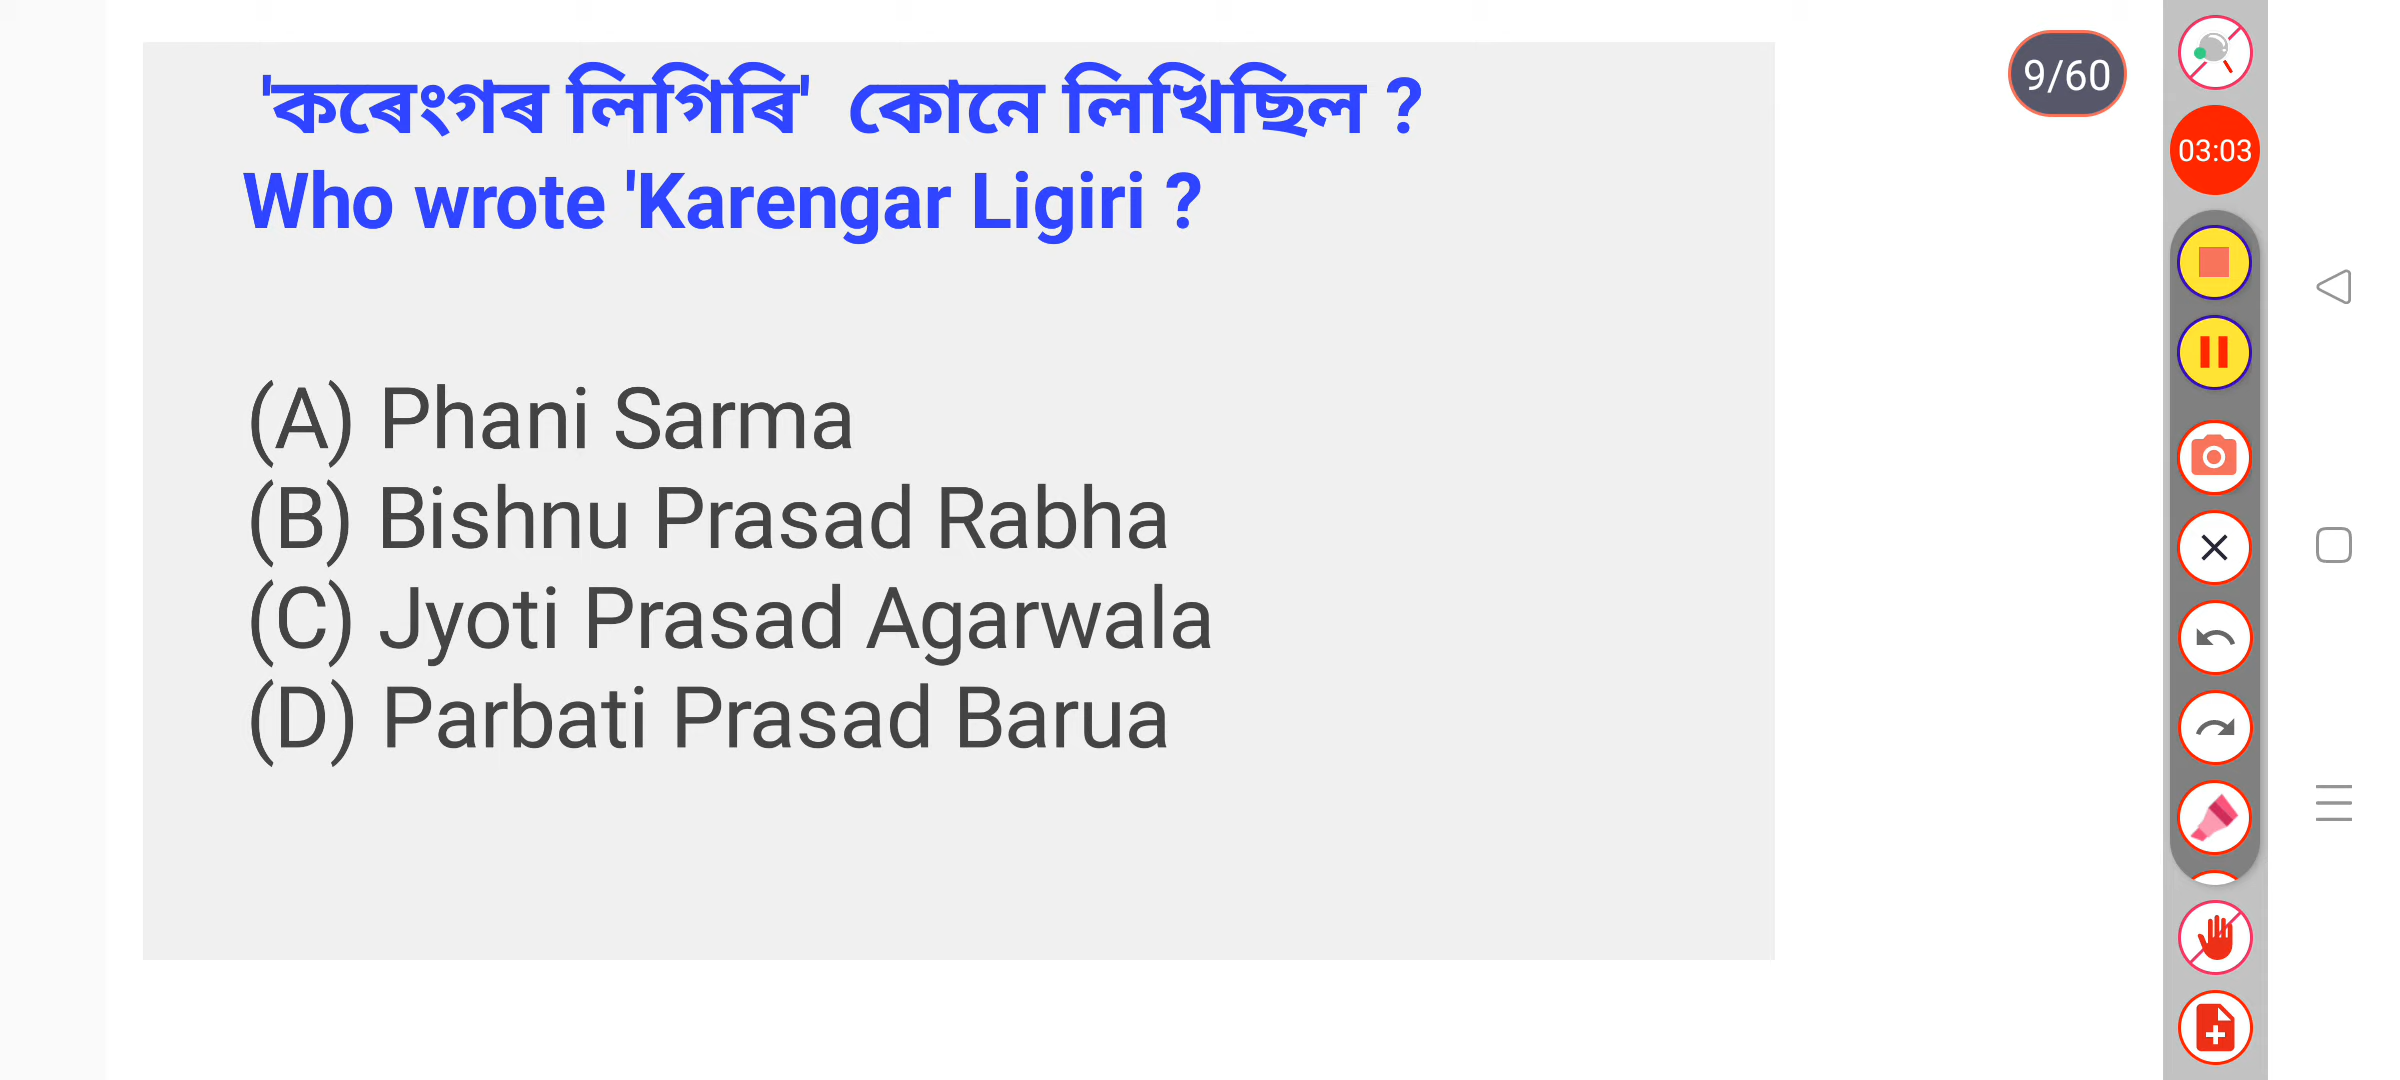 'কৰেংগৰ লিগিৰি' কোনে লিখিছিল ?
Who wrote 'Karengar Ligiri ?
(A) Phani Sarma
(B) Bishnu Prasad Rabha
(C) Jyoti Prasad Agarwala
(D) Parbati Prasad Barua
9/60
03:03